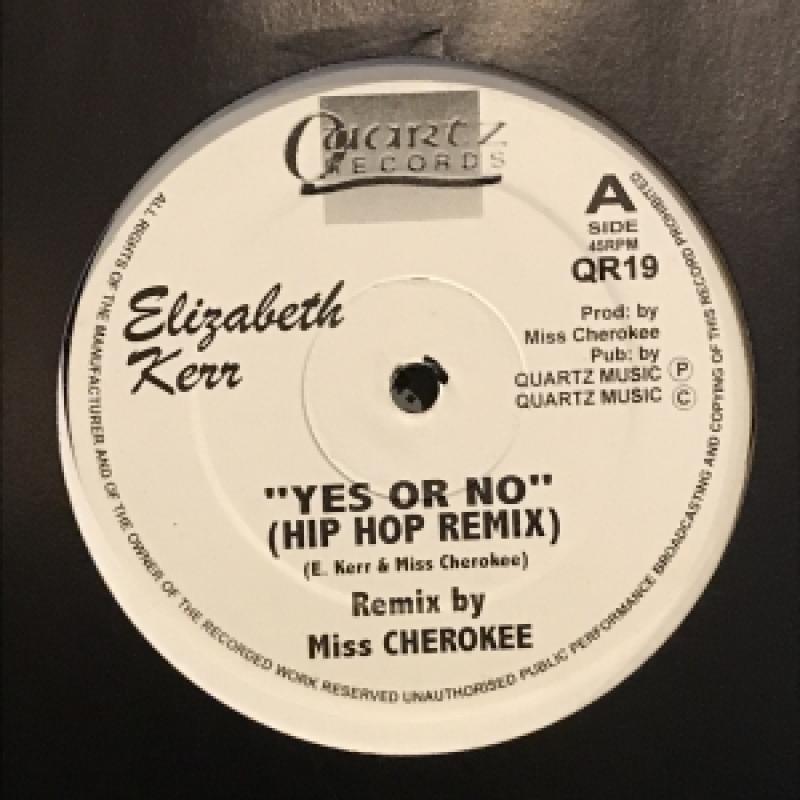 Quartz
RECORDS
A
SIDE
45RPM
QR19
Elizabeth
Kerr
Prod: by
Miss Cherokee
Pub: by
QUARTZ MUSIC Ⓟ
QUARTZ MUSIC Ⓒ
"YES OR NO"
(HIP HOP REMIX)
(E. Kerr & Miss Cherokee)
Remix by
Miss CHEROKEE
ALL RIGHTS OF THE MANUFACTURER AND OF THE OWNER OF THE RECORDED WORK RESERVED UNAUTHORISED PUBLIC PERFORMANCE BROADCASTING AND COPYING OF THIS RECORD PROHIBITED